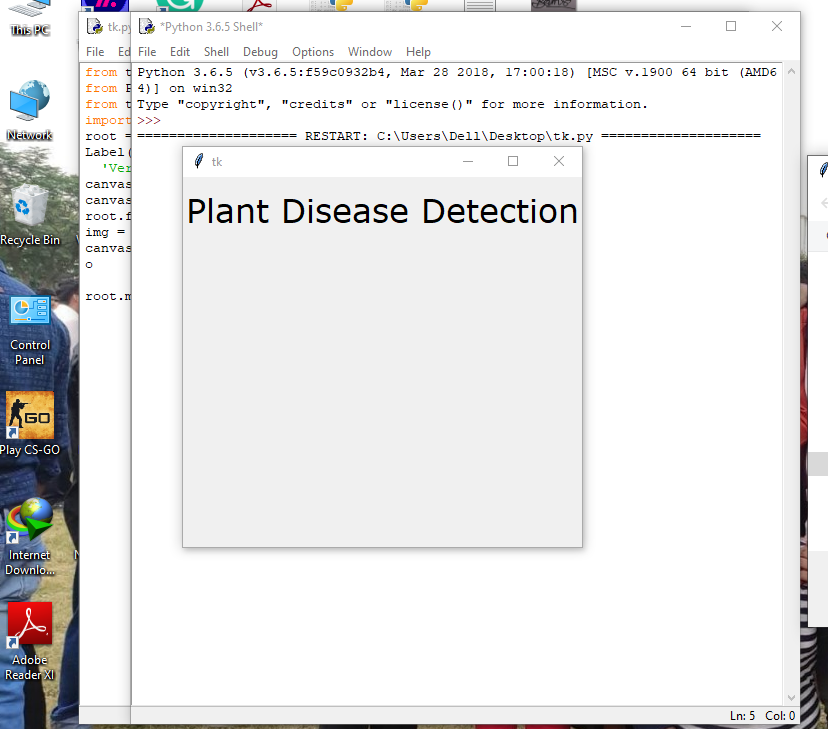 This PC
Network
Recycle Bin
Control
Panel
GO
Play CS-GO
Internet
Downlo...
Adobe
Reader XI
tk.py
File Ed
from t
from P
from t
import
root =
Label(
'Ver
canvas
canvas
root.f
img =
canvas
o
root.m
*Python 3.6.5 Shell*
File Edit Shell Debug Options Window Help
Python 3.6.5 (v3.6.5:f59c0932b4, Mar 28 2018, 17:00:18) [MSC v.1900 64 bit (AMD6
4)] on win32
Type "copyright", "credits" or "license()" for more information.
>>>
==================== RESTART: C:\Users\Dell\Desktop\tk.py ====================
tk
Plant Disease Detection
Ln: 5 Col: 0